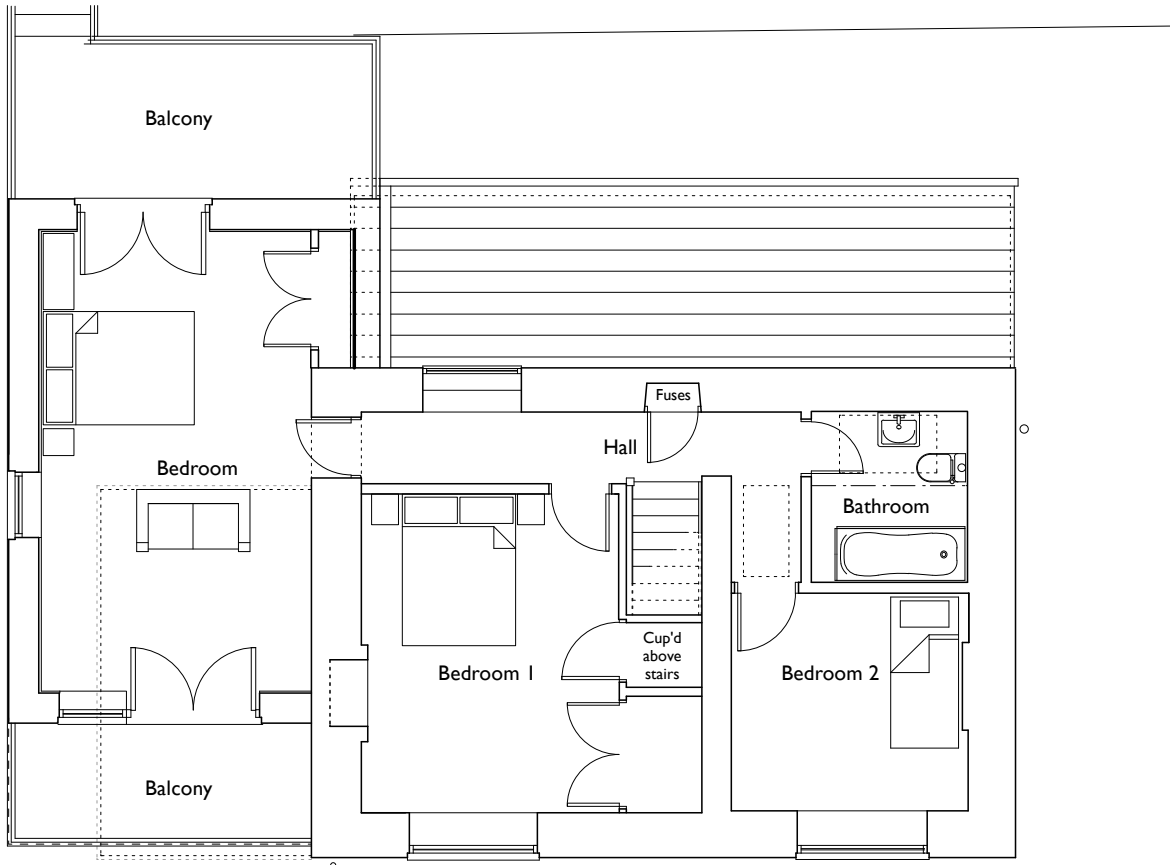 Balcony
Fuses
Hall
Bedroom
Bathroom
Cup'd
above
stairs
Bedroom 1
Bedroom 2
Balcony